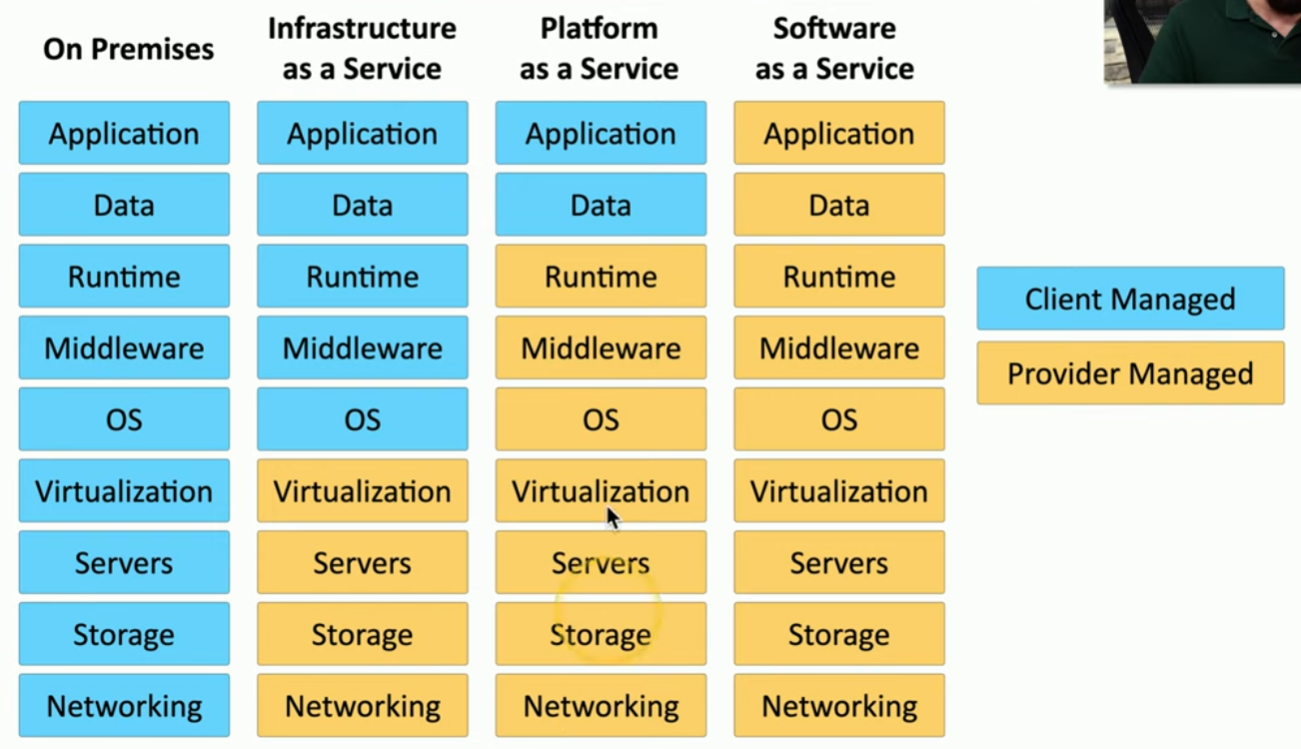 On Premises
Infrastructure
as a Service
Platform
as a Service
Software
as a Service
Application
Application
Application
Application
Data
Data
Data
Data
Runtime
Runtime
Runtime
Runtime
Client Managed
Middleware
Middleware
Middleware
Middleware
Provider Managed
OS
OS
OS
OS
Virtualization
Virtualization
Virtualization
Virtualization
Servers
Servers
Servers
Servers
Storage
Storage
Storage
Storage
Networking
Networking
Networking
Networking